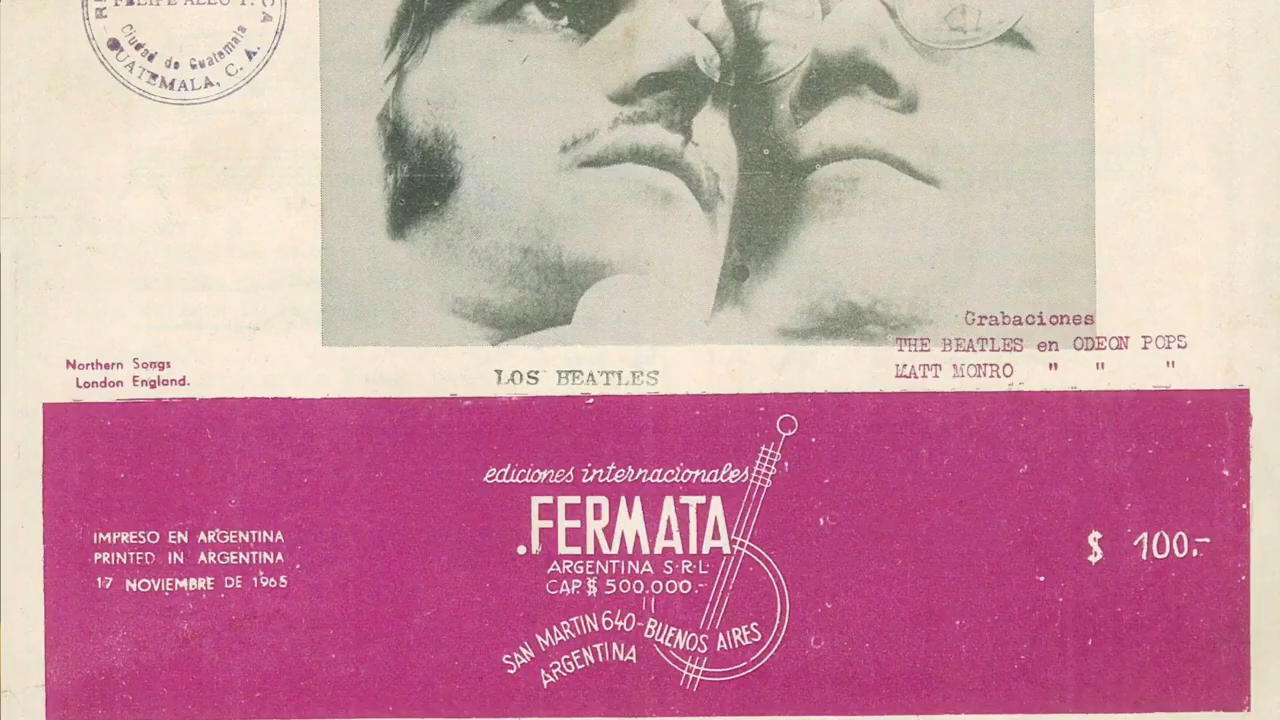 FELIPE ALEO
Ciudad de Guatemala
GUATEMALA, C. A.
Grabaciones
THE BEATLES en ODEON POPS
MATT MONRO " " "
Northern Songs
London England.
LOS BEATLES
ediciones internacionales
.FERMATA
ARGENTINA S·R·L·
CAP. $ 500.000.-
SAN MARTIN 640-BUENOS AIRES
ARGENTINA
IMPRESO EN ARGENTINA
PRINTED IN ARGENTINA
17 NOVIEMBRE DE 1965
$ 100.-